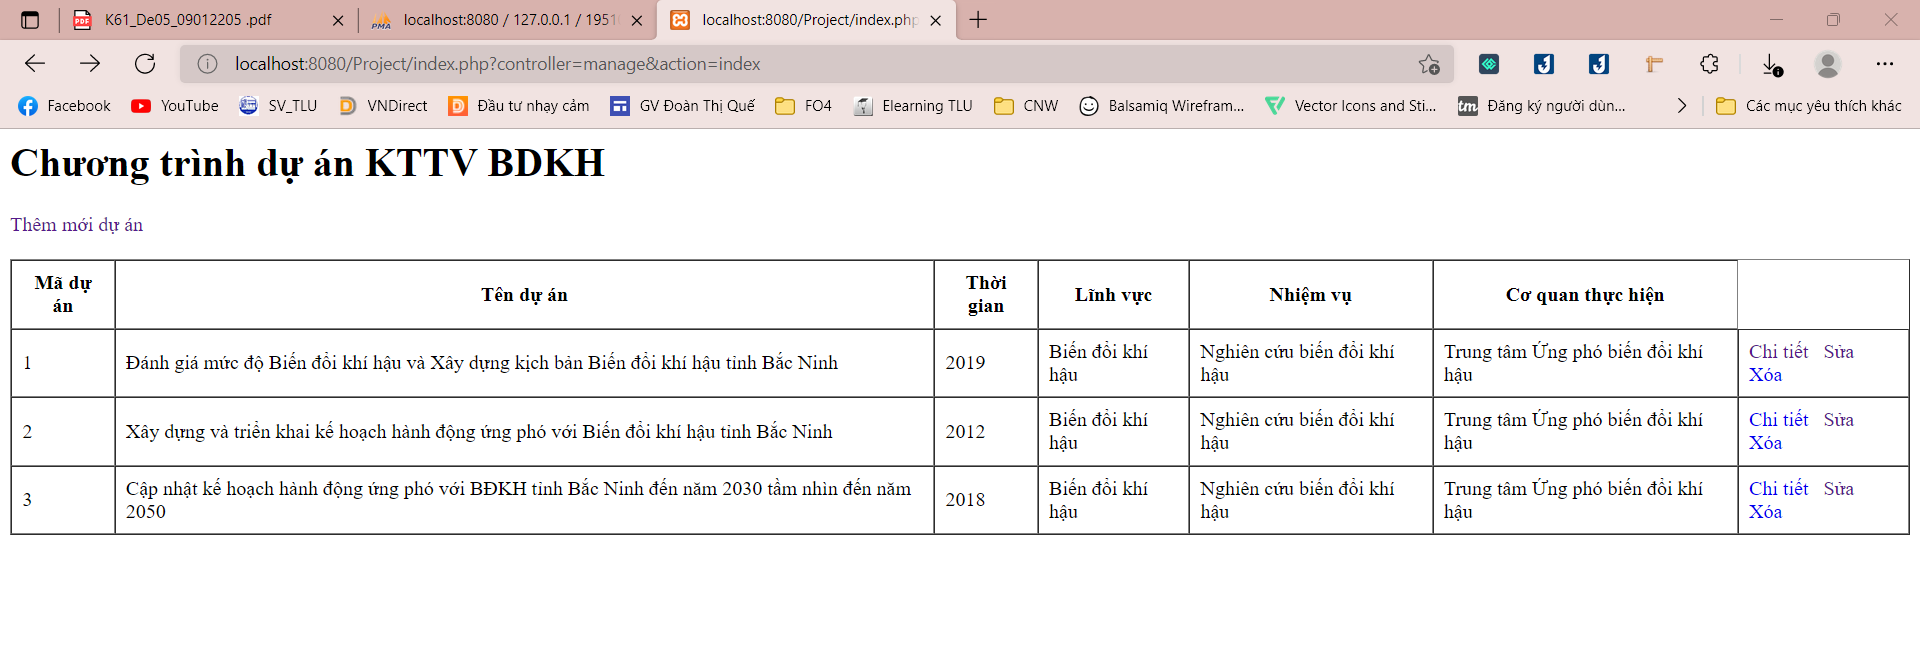 K61_De05_09012205 .pdf
localhost:8080 / 127.0.0.1 / 1951
localhost:8080/Project/index.php
localhost:8080/Project/index.php?controller=manage&action=index
Facebook YouTube SV_TLU VNDirect Đầu tư nhạy cảm GV Đoàn Thị Quế FO4 Elearning TLU CNW Balsamiq Wirefram... Vector Icons and Sti... Đăng ký người dùn... Các mục yêu thích khác
Chương trình dự án KTTV BDKH
Thêm mới dự án
Mã dự án Tên dự án Thời gian Lĩnh vực Nhiệm vụ Cơ quan thực hiện
1 Đánh giá mức độ Biến đổi khí hậu và Xây dựng kịch bản Biến đổi khí hậu tỉnh Bắc Ninh 2019 Biến đổi khí hậu Nghiên cứu biến đổi khí hậu Trung tâm Ứng phó biến đổi khí hậu Chi tiết Sửa Xóa
2 Xây dựng và triển khai kế hoạch hành động ứng phó với Biến đổi khí hậu tỉnh Bắc Ninh 2012 Biến đổi khí hậu Nghiên cứu biến đổi khí hậu Trung tâm Ứng phó biến đổi khí hậu Chi tiết Sửa Xóa
3 Cập nhật kế hoạch hành động ứng phó với BĐKH tỉnh Bắc Ninh đến năm 2030 tầm nhìn đến năm 2050 2018 Biến đổi khí hậu Nghiên cứu biến đổi khí hậu Trung tâm Ứng phó biến đổi khí hậu Chi tiết Sửa Xóa